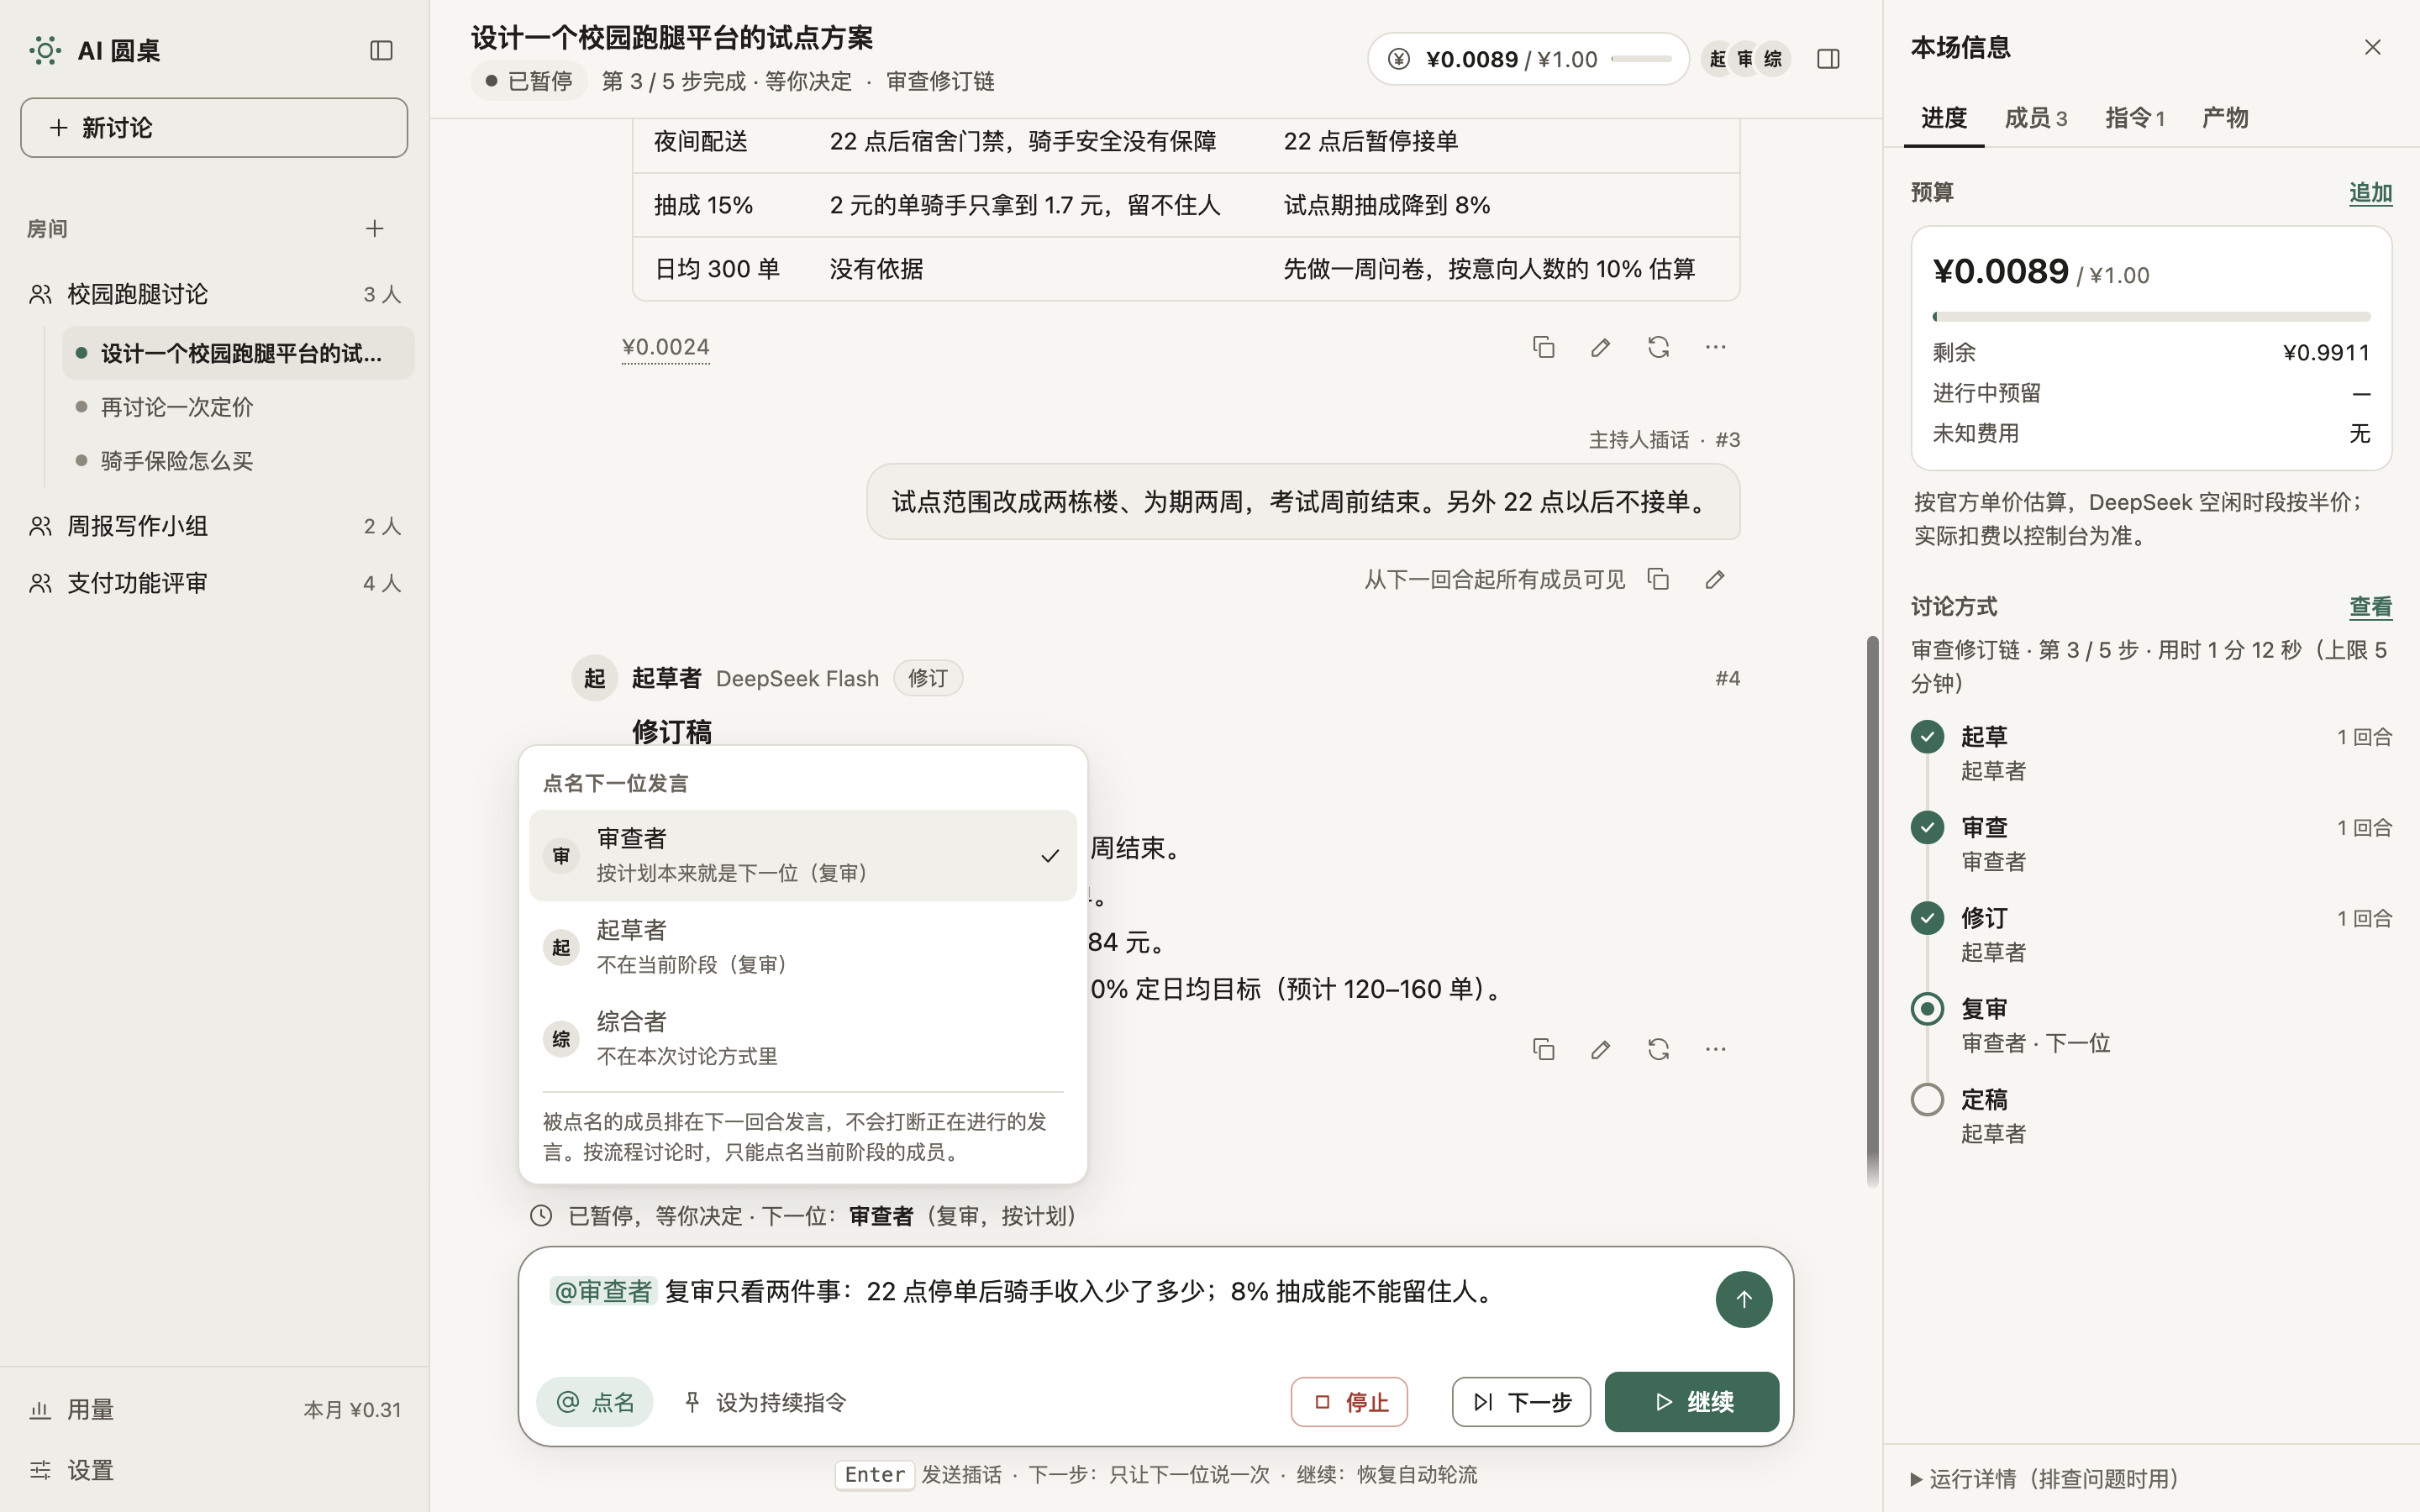 AI 圆桌
新讨论
房间
校园跑腿讨论 3 人
设计一个校园跑腿平台的试...
再讨论一次定价
骑手保险怎么买
周报写作小组 2 人
支付功能评审 4 人
用量 本月 ¥0.31
设置
设计一个校园跑腿平台的试点方案
已暂停 第 3 / 5 步完成 · 等你决定 · 审查修订链
¥0.0089 / ¥1.00
起 审 综
夜间配送 22 点后宿舍门禁，骑手安全没有保障 22 点后暂停接单
抽成 15% 2 元的单骑手只拿到 1.7 元，留不住人 试点期抽成降到 8%
日均 300 单 没有依据 先做一周问卷，按意向人数的 10% 估算
¥0.0024
主持人插话 · #3
试点范围改成两栋楼、为期两周，考试周前结束。另外 22 点以后不接单。
从下一回合起所有成员可见
起 起草者 DeepSeek Flash 修订 #4
修订稿
周结束。
。
84 元。
0% 定日均目标（预计 120–160 单）。
点名下一位发言
审 审查者
按计划本来就是下一位（复审）
起 起草者
不在当前阶段（复审）
综 综合者
不在本次讨论方式里
被点名的成员排在下一回合发言，不会打断正在进行的发
言。按流程讨论时，只能点名当前阶段的成员。
已暂停，等你决定 · 下一位：审查者（复审，按计划）
@审查者 复审只看两件事：22 点停单后骑手收入少了多少；8% 抽成能不能留住人。
@ 点名 设为持续指令 停止 下一步 继续
Enter 发送插话 · 下一步：只让下一位说一次 · 继续：恢复自动轮流
本场信息
进度 成员 3 指令 1 产物
预算 追加
¥0.0089 / ¥1.00
剩余 ¥0.9911
进行中预留 —
未知费用 无
按官方单价估算，DeepSeek 空闲时段按半价；
实际扣费以控制台为准。
讨论方式 查看
审查修订链 · 第 3 / 5 步 · 用时 1 分 12 秒（上限 5
分钟）
起草 1 回合
起草者
审查 1 回合
审查者
修订 1 回合
起草者
复审
审查者 · 下一位
定稿
起草者
运行详情（排查问题时用）